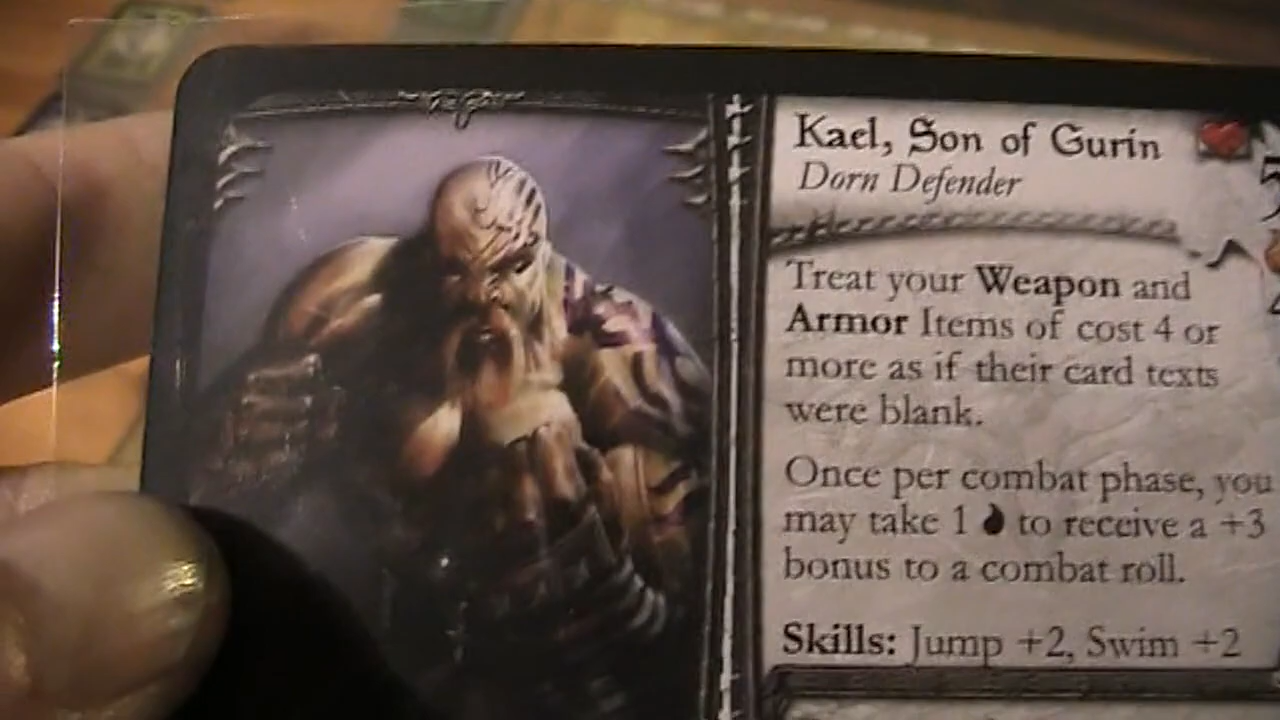 Kael, Son of Gurin
Dorn Defender
5
Treat your Weapon and
Armor Items of cost 4 or
more as if their card texts
were blank.
Once per combat phase, you
may take 1 to receive a +3
bonus to a combat roll.
Skills: Jump +2, Swim +2